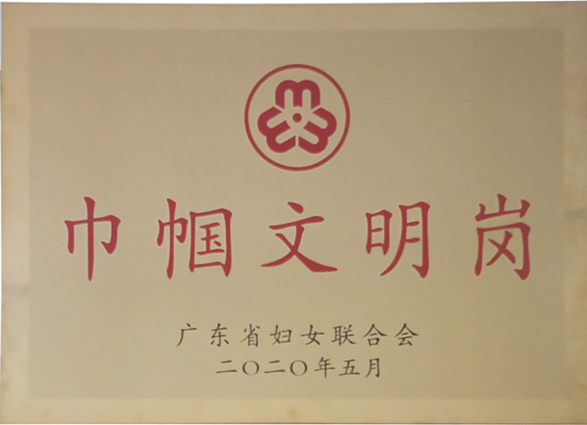 巾帼文明岗
广东省妇女联合会
二〇二〇年五月